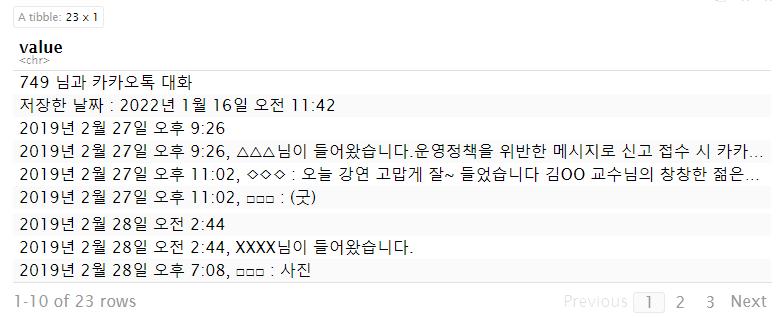 A tibble: 23 x 1
value
<chr>
749 님과 카카오톡 대화
저장한 날짜 : 2022년 1월 16일 오전 11:42
2019년 2월 27일 오후 9:26
2019년 2월 27일 오후 9:26, △△△님이 들어왔습니다.운영정책을 위반한 메시지로 신고 접수 시 카카...
2019년 2월 27일 오후 11:02, ◇◇◇ : 오늘 강연 고맙게 잘~ 들었습니다 김OO 교수님의 창창한 젊은...
2019년 2월 27일 오후 11:02, □□□ : (굿)
2019년 2월 28일 오전 2:44
2019년 2월 28일 오전 2:44, XXXX님이 들어왔습니다.
2019년 2월 28일 오후 7:08, □□□ : 사진
1-10 of 23 rows
Previous 1 2 3 Next